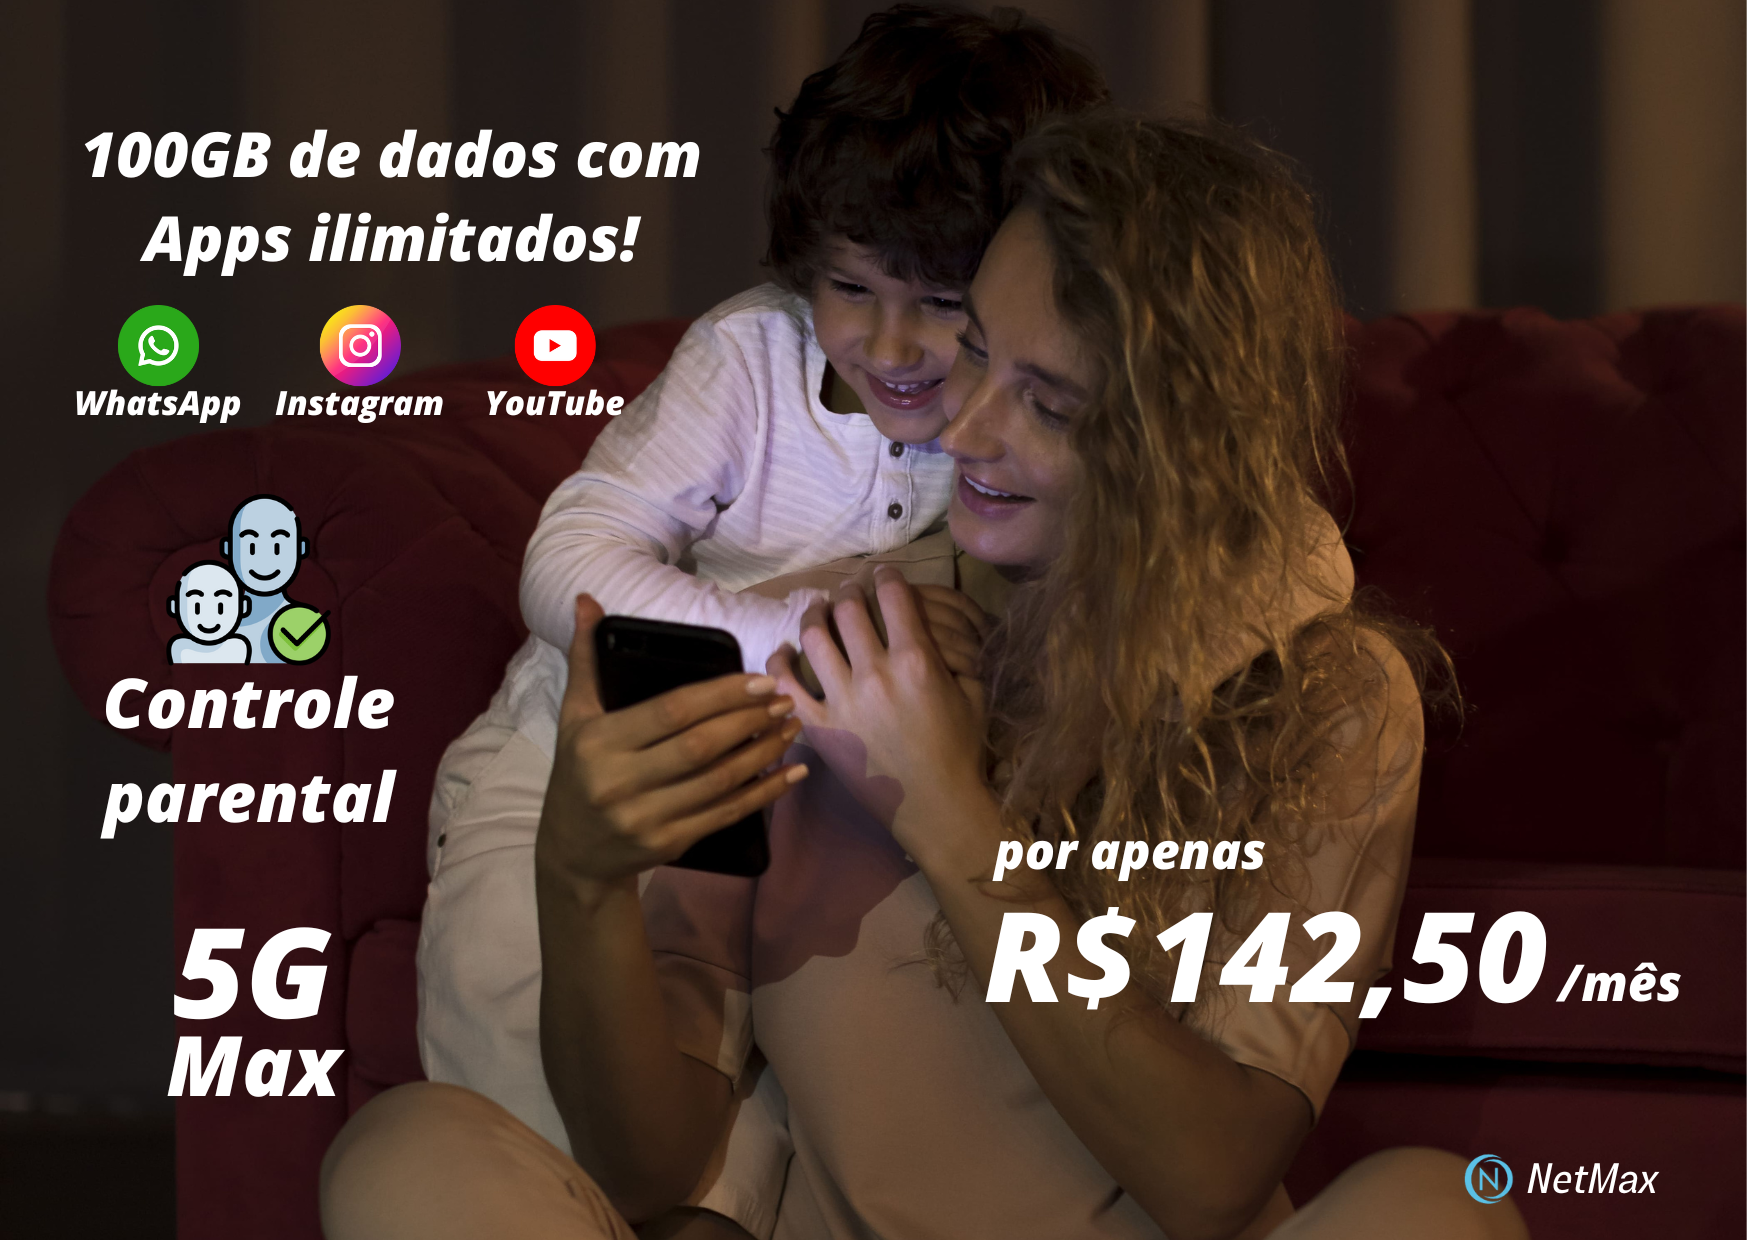 100GB de dados com
Apps ilimitados!
WhatsApp Instagram YouTube
Controle
parental
5G
Max
por apenas
R$142,50/mês
N NetMax